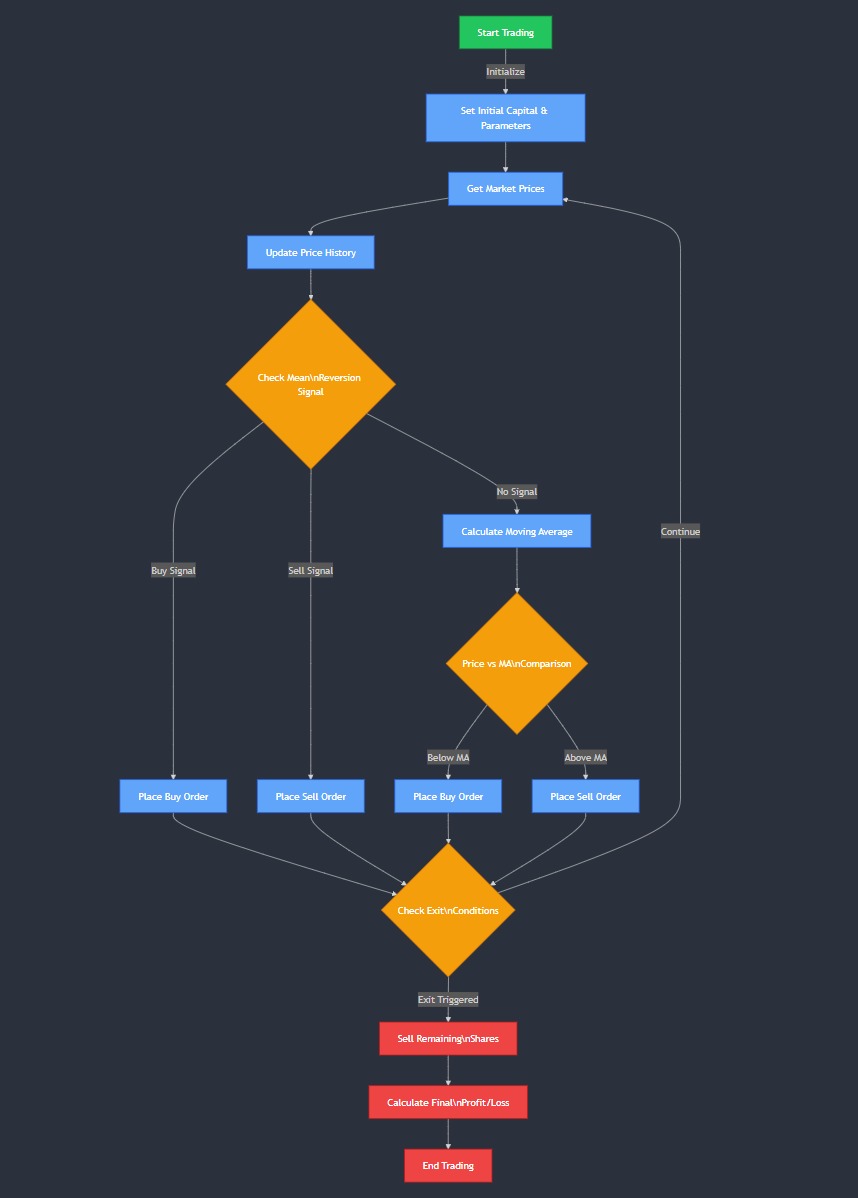 Start Trading
Initialize
Set Initial Capital &
Parameters
Get Market Prices
Update Price History
Check Mean\nReversion
Signal
No Signal
Calculate Moving Average
Continue
Buy Signal
Sell Signal
Price vs MA\nComparison
Below MA
Above MA
Place Buy Order
Place Sell Order
Place Buy Order
Place Sell Order
Check Exit\nConditions
Exit Triggered
Sell Remaining\nShares
Calculate Final\nProfit/Loss
End Trading